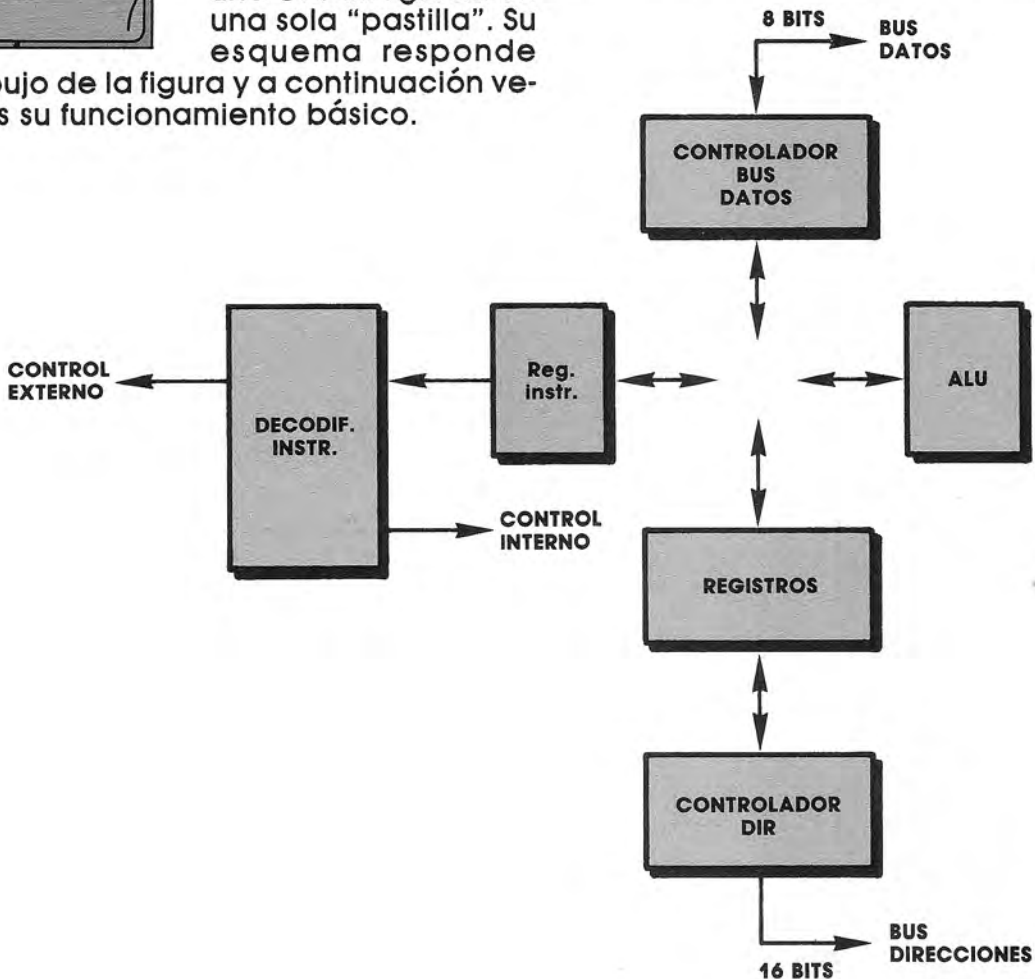 una sola “pastilla”. Su
esquema responde
ujo de la figura y a continuación ve-
s su funcionamiento básico.
8 BITS
BUS
DATOS
CONTROLADOR
BUS
DATOS
CONTROL
EXTERNO
DECODIF.
INSTR.
Reg.
instr.
ALU
CONTROL
INTERNO
REGISTROS
CONTROLADOR
DIR
BUS
DIRECCIONES
16 BITS